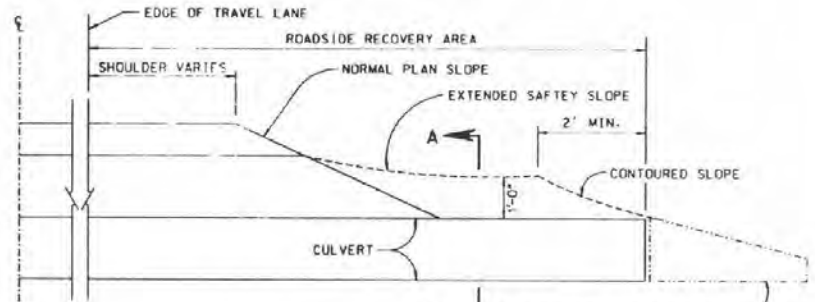 ℄
EDGE OF TRAVEL LANE
ROADSIDE RECOVERY AREA
SHOULDER VARIES
NORMAL PLAN SLOPE
EXTENDED SAFTEY SLOPE
A
2' MIN.
CONTOURED SLOPE
1'-0"
CULVERT